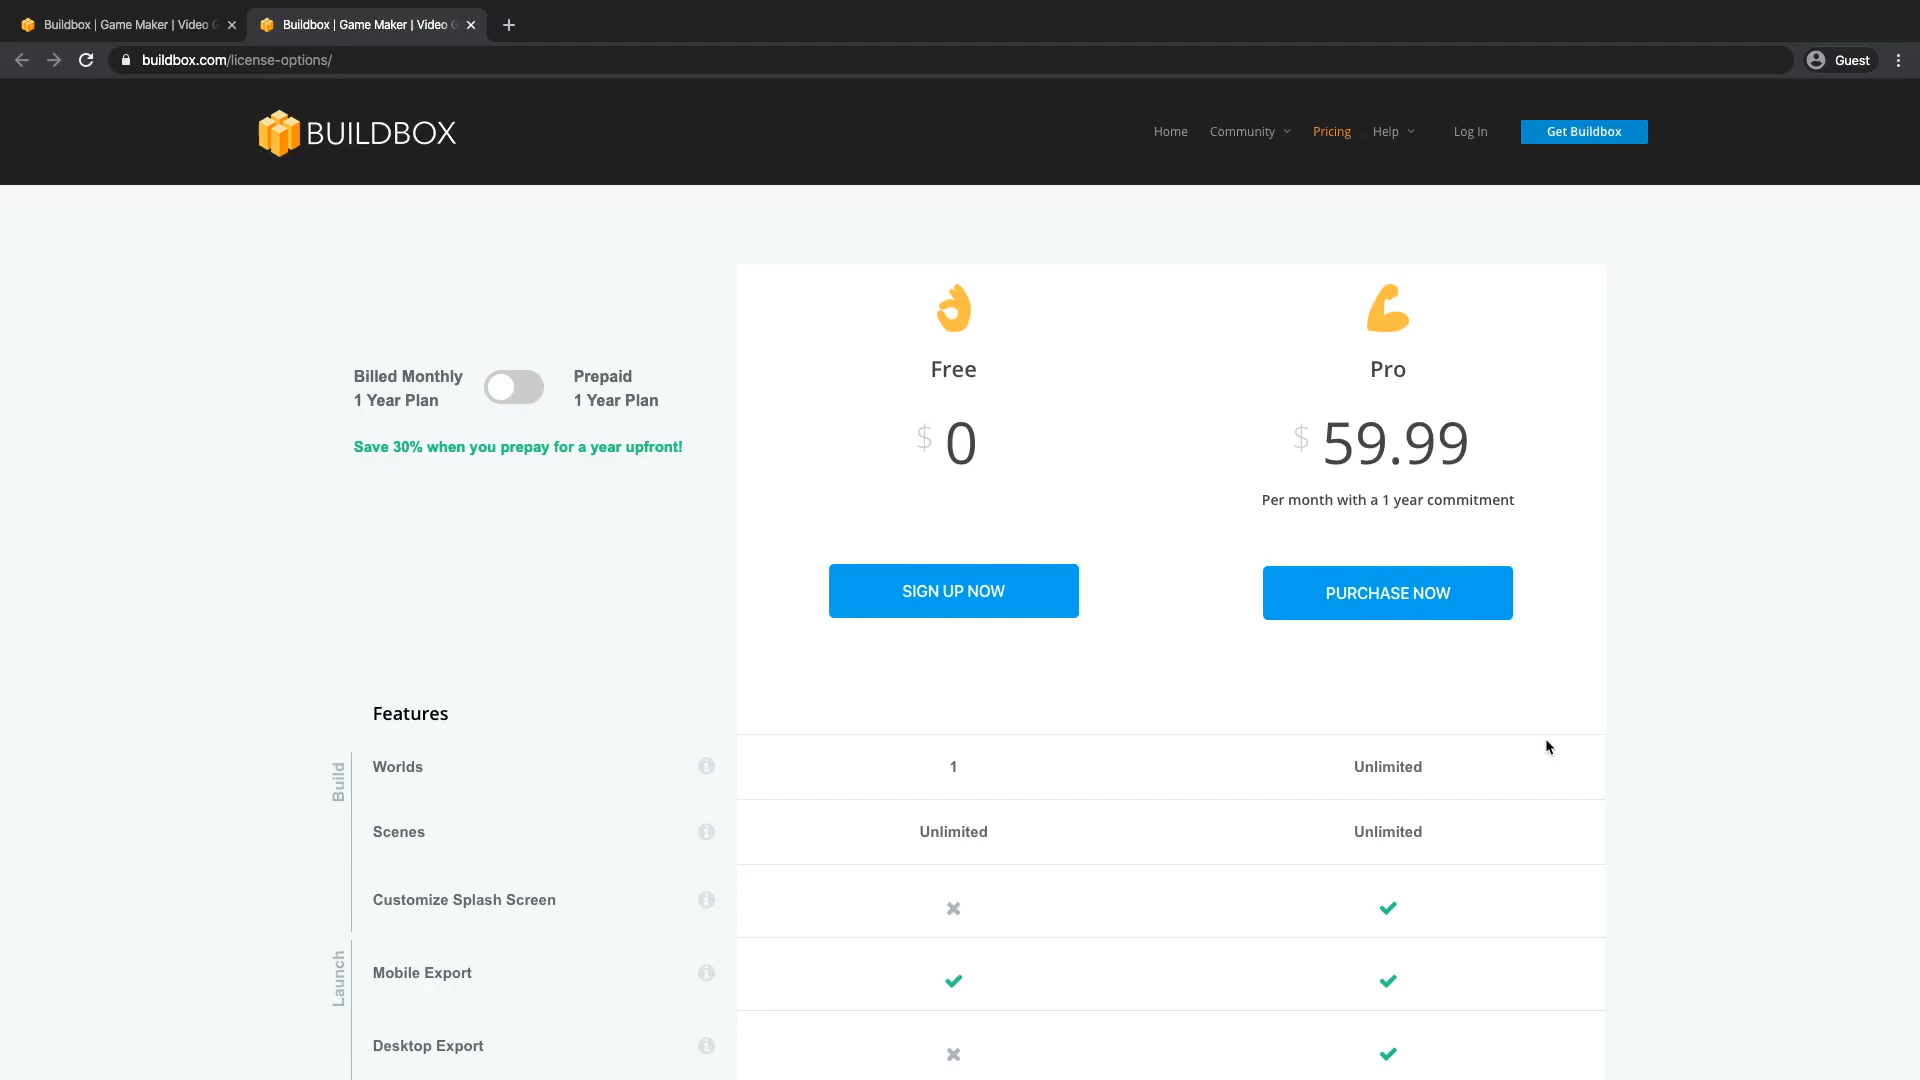 Buildbox | Game Maker | Video G
Buildbox | Game Maker | Video G
buildbox.com/license-options/
Guest
BUILDBOX
Home
Community
Pricing
Help
Log In
Get Buildbox
Billed Monthly
1 Year Plan
Prepaid
1 Year Plan
Save 30% when you prepay for a year upfront!
Free
$ 0
SIGN UP NOW
Pro
$ 59.99
Per month with a 1 year commitment
PURCHASE NOW
Features
Build
Worlds
1
Unlimited
Scenes
Unlimited
Unlimited
Customize Splash Screen
Launch
Mobile Export
Desktop Export